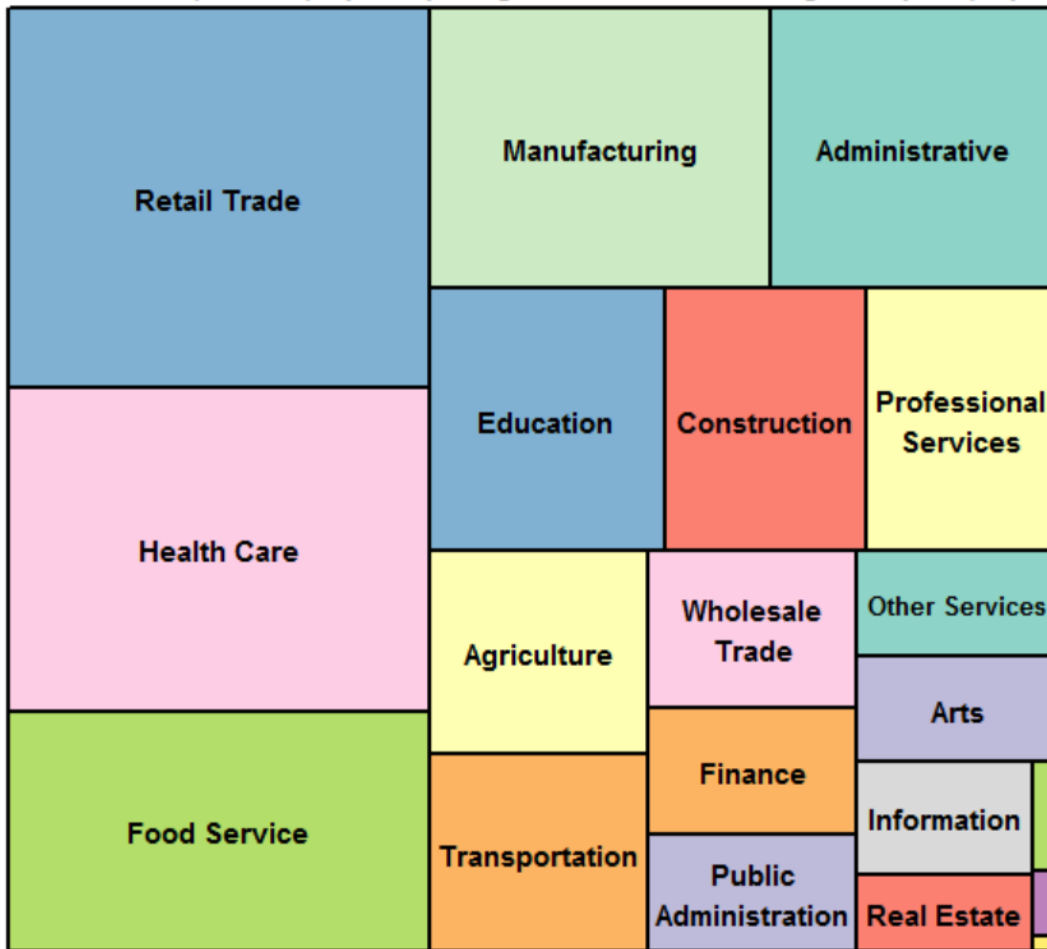 Retail Trade
Manufacturing
Administrative
Education
Construction
Professional
Services
Health Care
Agriculture
Wholesale
Trade
Other Services
Arts
Finance
Food Service
Transportation
Information
Public
Administration
Real Estate